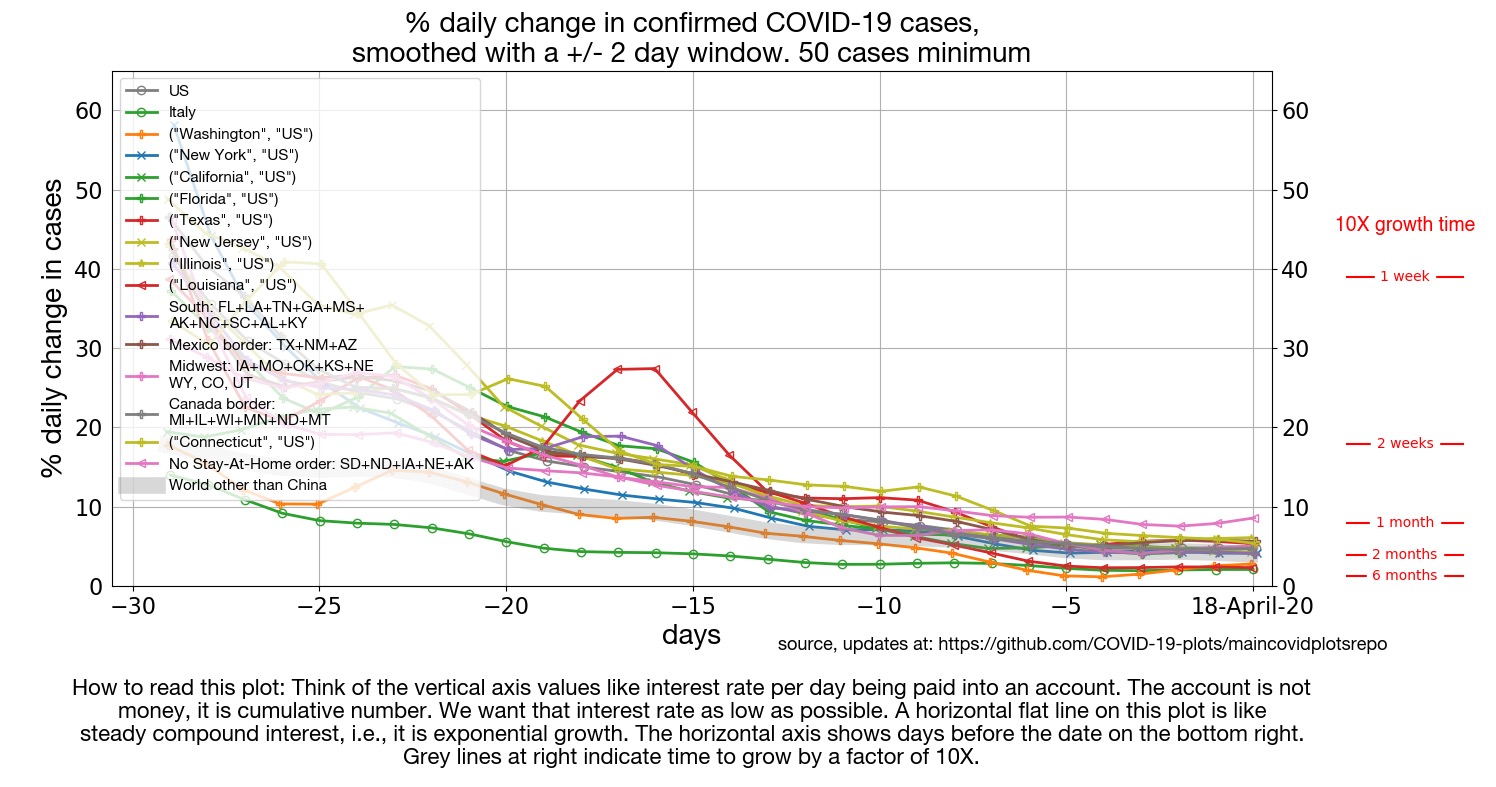 % daily change in confirmed COVID-19 cases,
smoothed with a +/- 2 day window. 50 cases minimum
% daily change in cases
60
50
40
30
20
10
0
US
Italy
("Washington", "US")
("New York", "US")
("California", "US")
("Florida", "US")
("Texas", "US")
("New Jersey", "US")
("Illinois", "US")
("Louisiana", "US")
South: FL+LA+TN+GA+MS+
AK+NC+SC+AL+KY
Mexico border: TX+NM+AZ
Midwest: IA+MO+OK+KS+NE
WY, CO, UT
Canada border:
MI+IL+WI+MN+ND+MT
("Connecticut", "US")
No Stay-At-Home order: SD+ND+IA+NE+AK
World other than China
60
50
40
30
20
10
0
10X growth time
1 week
2 weeks
1 month
2 months
6 months
−30 −25 −20 −15 −10 −5 18-April-20
days
source, updates at: https://github.com/COVID-19-plots/maincovidplotsrepo
How to read this plot: Think of the vertical axis values like interest rate per day being paid into an account. The account is not
money, it is cumulative number. We want that interest rate as low as possible. A horizontal flat line on this plot is like
steady compound interest, i.e., it is exponential growth. The horizontal axis shows days before the date on the bottom right.
Grey lines at right indicate time to grow by a factor of 10X.